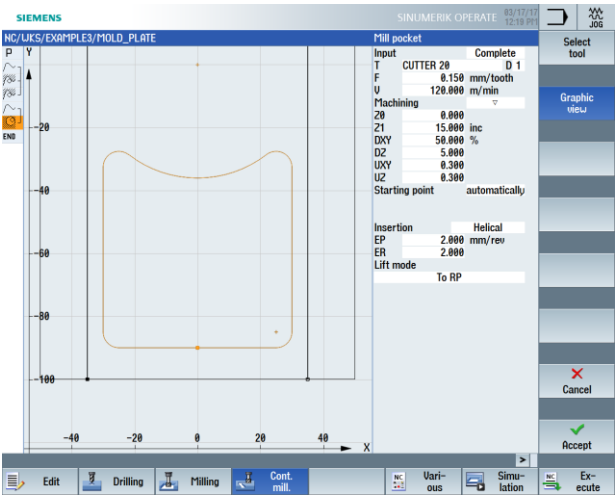 SIEMENS
SINUMERIK OPERATE 03/17/17
12:19 PM
JOG
NC/WKS/EXAMPLE3/MOLD_PLATE
Mill pocket
Select
tool
P
Y
Input Complete
T CUTTER 20 D 1
F 0.150 mm/tooth
V 120.000 m/min
Machining ▽
Z0 0.000
Z1 15.000 inc
DXY 50.000 %
DZ 5.000
UXY 0.300
UZ 0.300
Starting point automatically
Insertion Helical
EP 2.000 mm/rev
ER 2.000
Lift mode
To RP
Graphic
view
END
-20
-40
-60
-80
-100
-40 -20 0 20 40 X
Cancel
Accept
>
Edit
Drilling
Milling
Cont.
mill.
NC
Vari-
ous
Simu-
lation
NC
Ex-
ecute